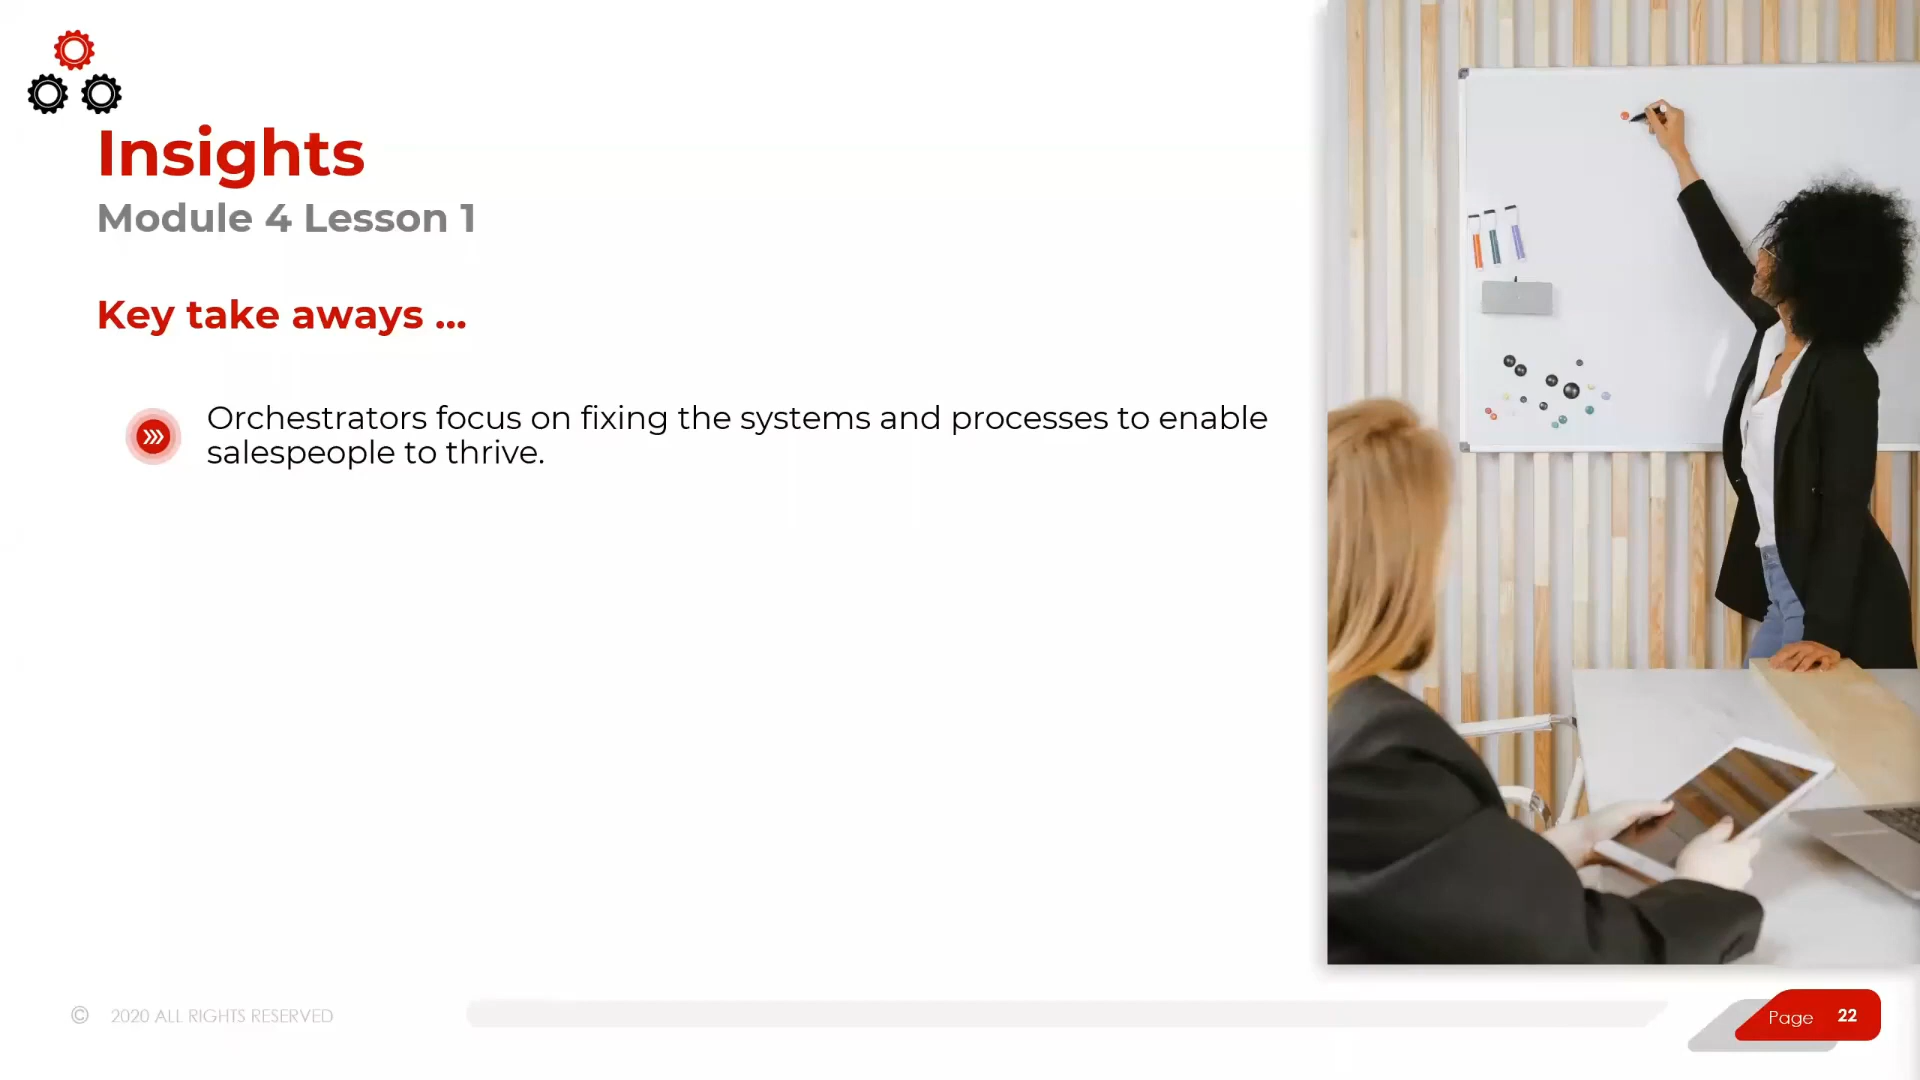 Insights
Module 4 Lesson 1
Key take aways ...
Orchestrators focus on fixing the systems and processes to enable
salespeople to thrive.
© 2020 ALL RIGHTS RESERVED
Page 22